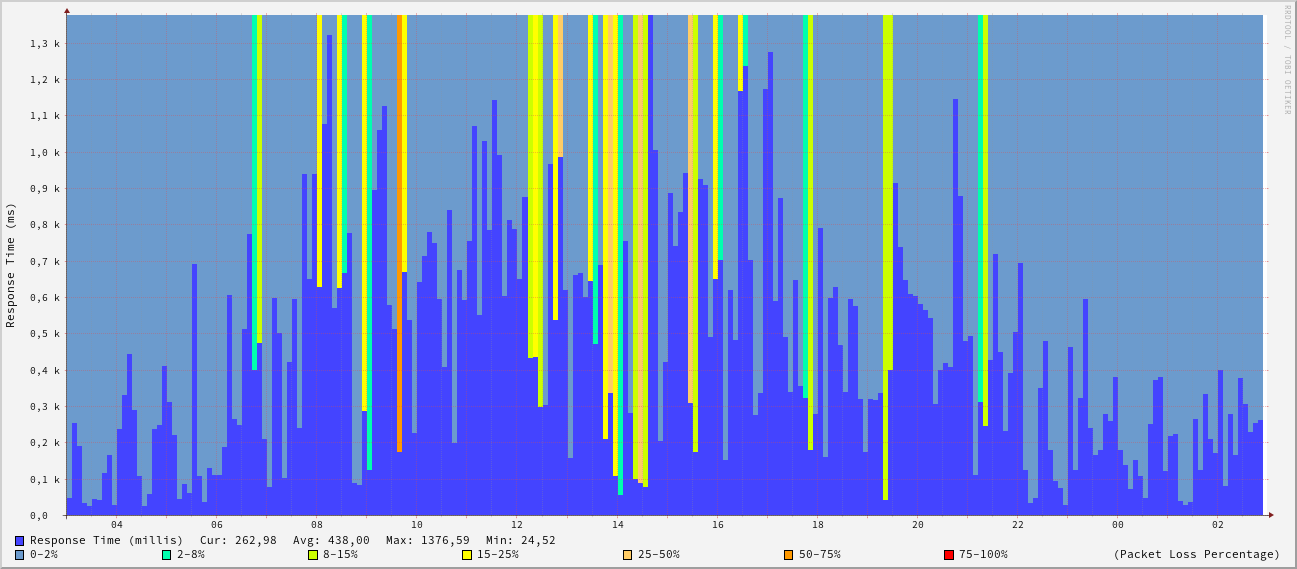 RRDTOOL / TOBI OETIKER
Response Time (ms)
1,3 k
1,2 k
1,1 k
1,0 k
0,9 k
0,8 k
0,7 k
0,6 k
0,5 k
0,4 k
0,3 k
0,2 k
0,1 k
0,0
04 06 08 10 12 14 16 18 20 22 00 02
Response Time (millis) Cur: 262,98 Avg: 438,00 Max: 1376,59 Min: 24,52
0-2% 2-8% 8-15% 15-25% 25-50% 50-75% 75-100% (Packet Loss Percentage)